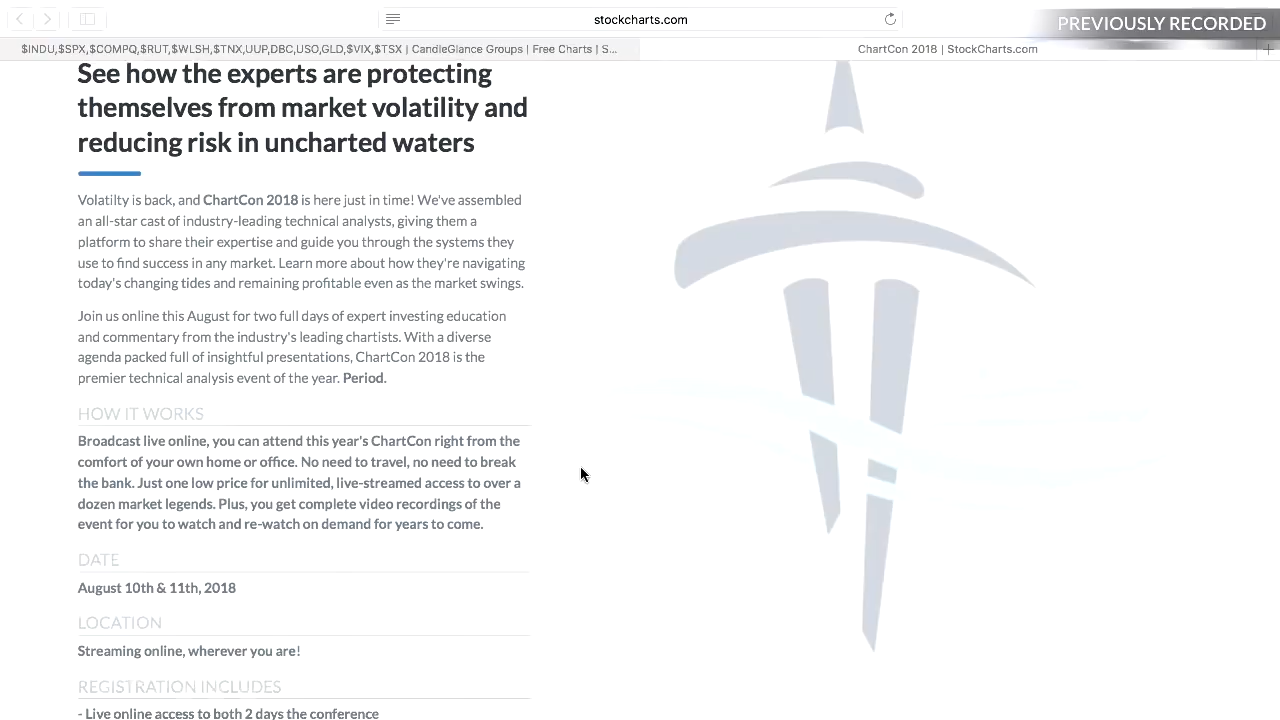 stockcharts.com
PREVIOUSLY RECORDED
$INDU,$SPX,$COMPQ,$RUT,$WLSH,$TNX,UUP,DBC,USO,GLD,$VIX,$TSX | CandleGlance Groups | Free Charts | S...
ChartCon 2018 | StockCharts.com
See how the experts are protecting
themselves from market volatility and
reducing risk in uncharted waters
Volatilty is back, and ChartCon 2018 is here just in time! We've assembled
an all-star cast of industry-leading technical analysts, giving them a
platform to share their expertise and guide you through the systems they
use to find success in any market. Learn more about how they're navigating
today's changing tides and remaining profitable even as the market swings.
Join us online this August for two full days of expert investing education
and commentary from the industry's leading chartists. With a diverse
agenda packed full of insightful presentations, ChartCon 2018 is the
premier technical analysis event of the year. Period.
HOW IT WORKS
Broadcast live online, you can attend this year's ChartCon right from the
comfort of your own home or office. No need to travel, no need to break
the bank. Just one low price for unlimited, live-streamed access to over a
dozen market legends. Plus, you get complete video recordings of the
event for you to watch and re-watch on demand for years to come.
DATE
August 10th & 11th, 2018
LOCATION
Streaming online, wherever you are!
REGISTRATION INCLUDES
- Live online access to both 2 days the conference